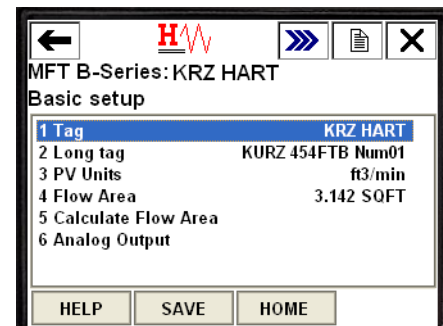 H
MFT B-Series: KRZ HART
Basic setup
1 Tag KRZ HART
2 Long tag KURZ 454FTB Num01
3 PV Units ft3/min
4 Flow Area 3.142 SQFT
5 Calculate Flow Area
6 Analog Output
HELP SAVE HOME